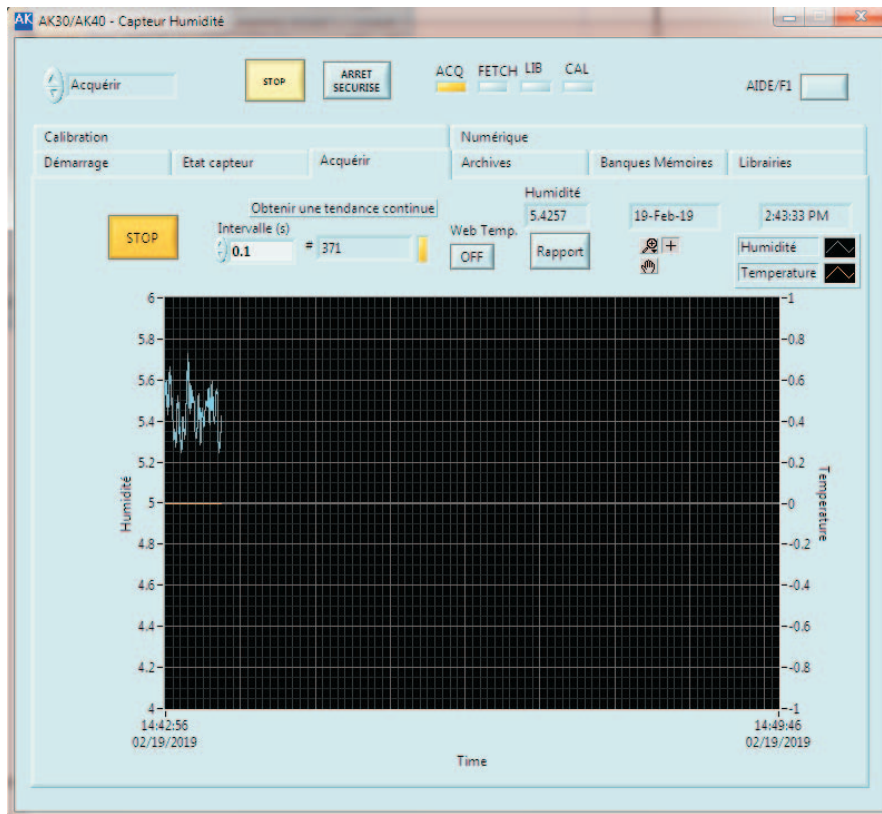 AK AK30/AK40 - Capteur Humidité
Acquérir
STOP
ARRET
SECURISE
ACQ FETCH LIB CAL
AIDE/F1
Calibration Numérique
Démarrage Etat capteur Acquérir Archives Banques Mémoires Librairies
STOP
Obtenir une tendance continue
Intervalle (s)
0.1
# 371
Web Temp.
OFF
Humidité
5.4257
Rapport
19-Feb-19
2:43:33 PM
Humidité
Temperature
6
5.8
5.6
5.4
5.2
5
4.8
4.6
4.4
4.2
4
Humidité
1
0.8
0.6
0.4
0.2
0
-0.2
-0.4
-0.6
-0.8
-1
Temperature
14:42:56
02/19/2019
14:49:46
02/19/2019
Time